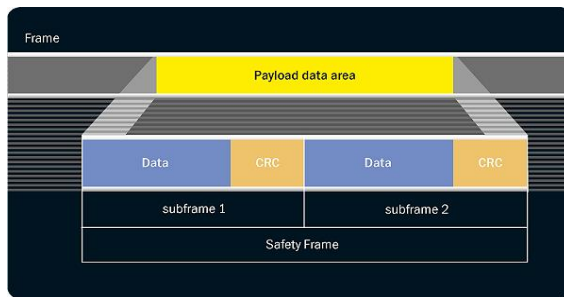 Frame
Payload data area
Data CRC Data CRC
subframe 1 subframe 2
Safety Frame